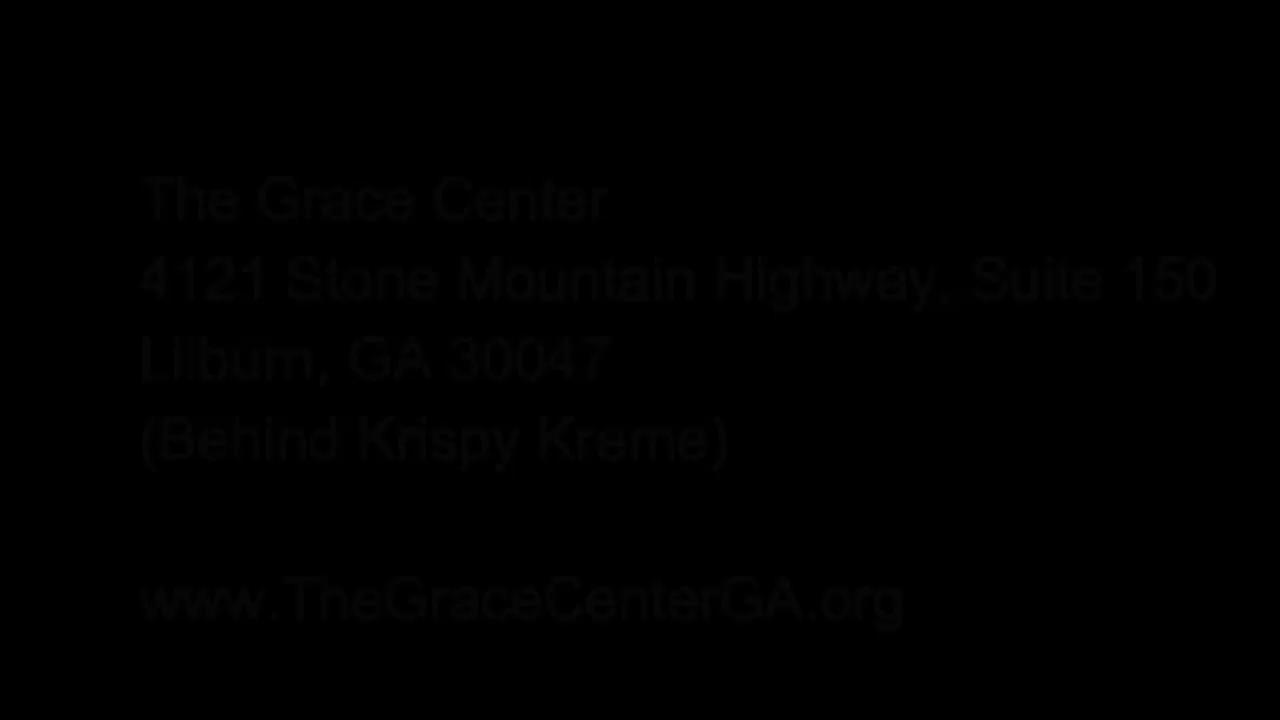 The Grace Center
4121 Stone Mountain Highway, Suite 150
Lilburn, GA 30047
(Behind Krispy Kreme)
www.TheGraceCenterGA.org